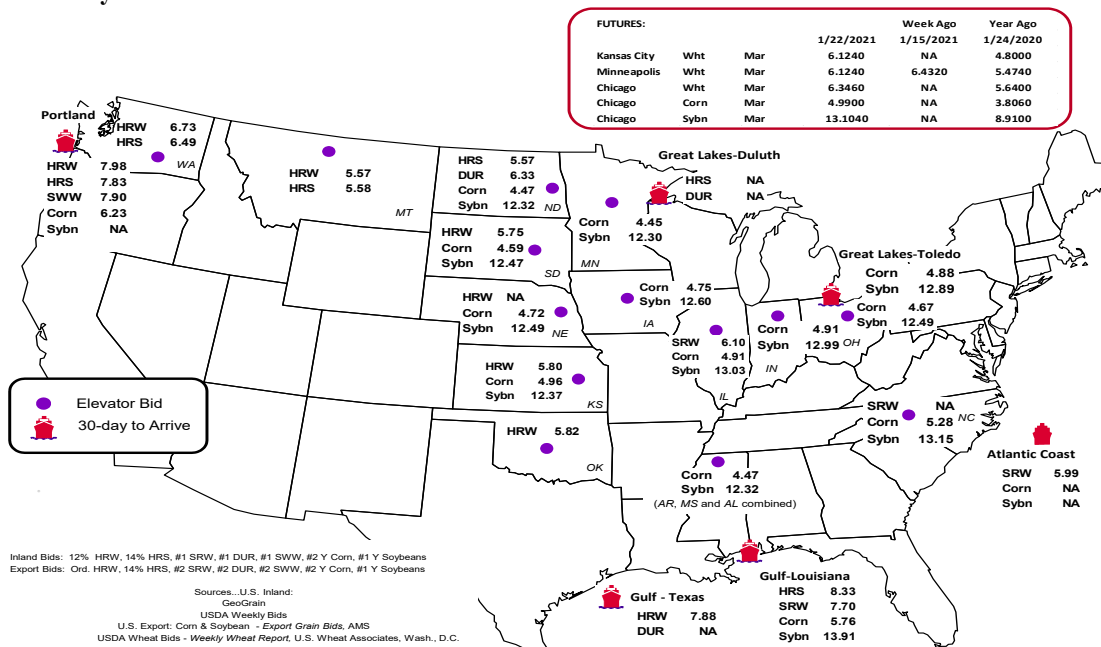 FUTURES: Week Ago Year Ago
1/22/2021 1/15/2021 1/24/2020
Kansas City Wht Mar 6.1240 NA 4.8000
Minneapolis Wht Mar 6.1240 6.4320 5.4740
Chicago Wht Mar 6.3460 NA 5.6400
Chicago Corn Mar 4.9900 NA 3.8060
Chicago Sybn Mar 13.1040 NA 8.9100
Portland
HRW 6.73
HRS 6.49
WA
HRW 7.98
HRS 7.83
SWW 7.90
Corn 6.23
Sybn NA
HRW 5.57
HRS 5.58
MT
HRS 5.57
DUR 6.33
Corn 4.47
Sybn 12.32
ND
HRW 5.75
Corn 4.59
Sybn 12.47
SD
HRW NA
Corn 4.72
Sybn 12.49
NE
HRW 5.80
Corn 4.96
Sybn 12.37
KS
HRW 5.82
OK
Great Lakes-Duluth
HRS NA
DUR NA
Corn 4.45
Sybn 12.30
MN
Corn 4.75
Sybn 12.60
IA
SRW 6.10
Corn 4.91
Sybn 13.03
IL
Great Lakes-Toledo
Corn 4.88
Sybn 12.89
Corn 4.67
Sybn 12.49
OH
Corn 4.91
Sybn 12.99
IN
SRW NA
Corn 5.28
Sybn 13.15
NC
Atlantic Coast
SRW 5.99
Corn NA
Sybn NA
Corn 4.47
Sybn 12.32
(AR, MS and AL combined)
Elevator Bid
30-day to Arrive
Gulf-Louisiana
HRS 8.33
SRW 7.70
Corn 5.76
Sybn 13.91
Gulf - Texas
HRW 7.88
DUR NA
Inland Bids: 12% HRW, 14% HRS, #1 SRW, #1 DUR, #1 SWW, #2 Y Corn, #1 Y Soybeans
Export Bids: Ord. HRW, 14% HRS, #2 SRW, #2 DUR, #2 SWW, #2 Y Corn, #1 Y Soybeans
Sources...U.S. Inland:
GeoGrain
USDA Weekly Bids
U.S. Export: Corn & Soybean - Export Grain Bids, AMS
USDA Wheat Bids - Weekly Wheat Report, U.S. Wheat Associates, Wash., D.C.